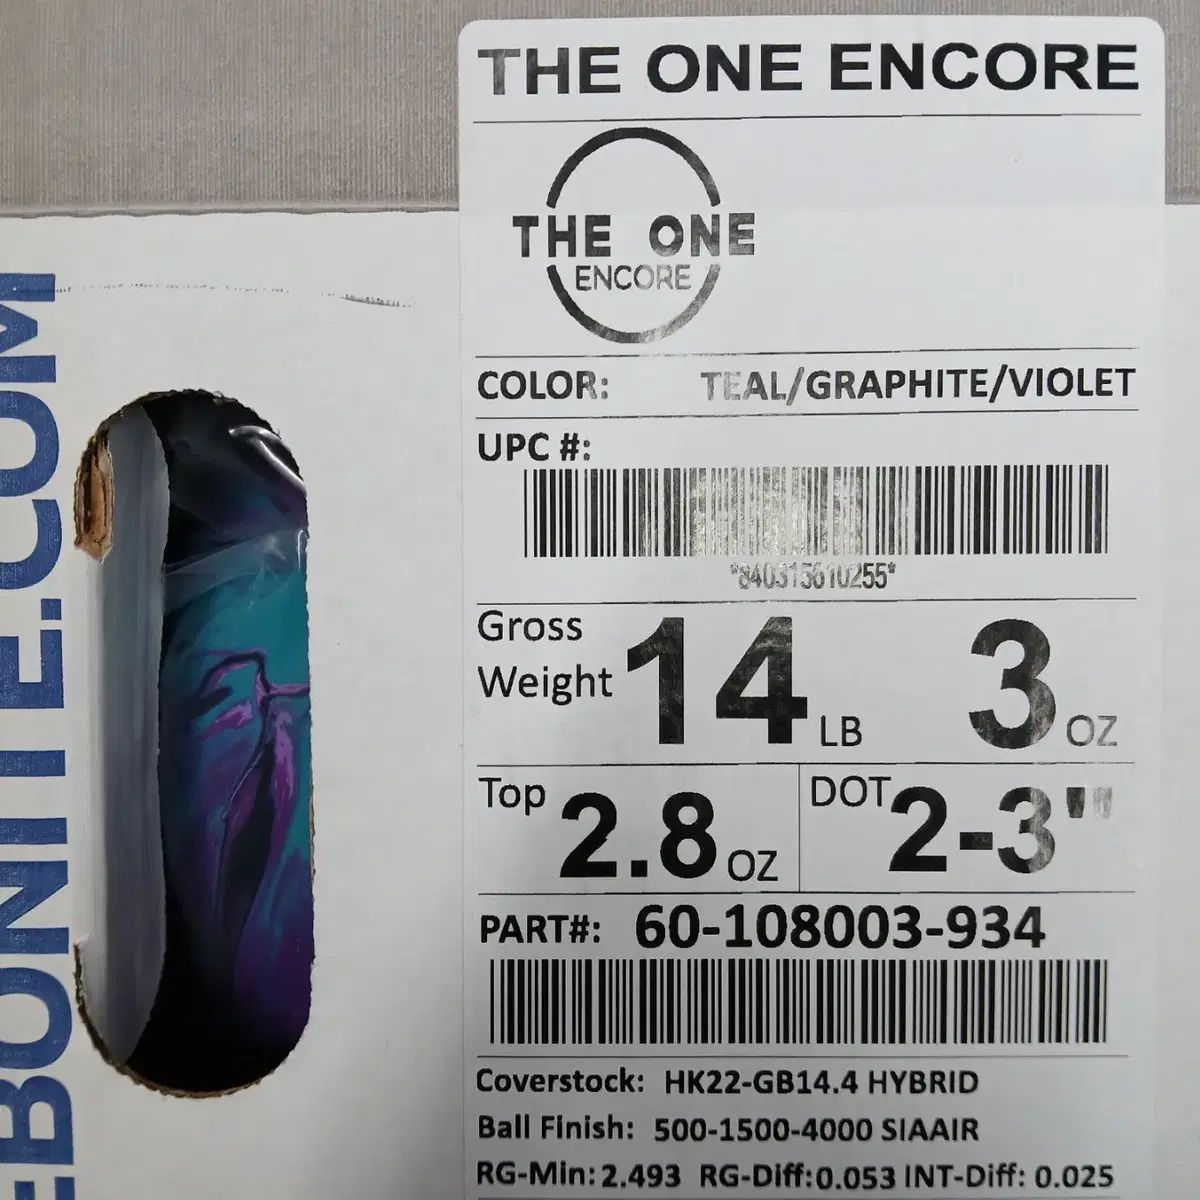 THE ONE ENCORE
THE ONE
ENCORE
COLOR: TEAL/GRAPHITE/VIOLET
UPC #:
*840315610255*
Gross Weight 14 LB 3 OZ
Top 2.8 OZ DOT 2-3"
PART#: 60-108003-934
Coverstock: HK22-GB14.4 HYBRID
Ball Finish: 500-1500-4000 SIAAIR
RG-Min: 2.493 RG-Diff: 0.053 INT-Diff: 0.025
EBONITE.COM